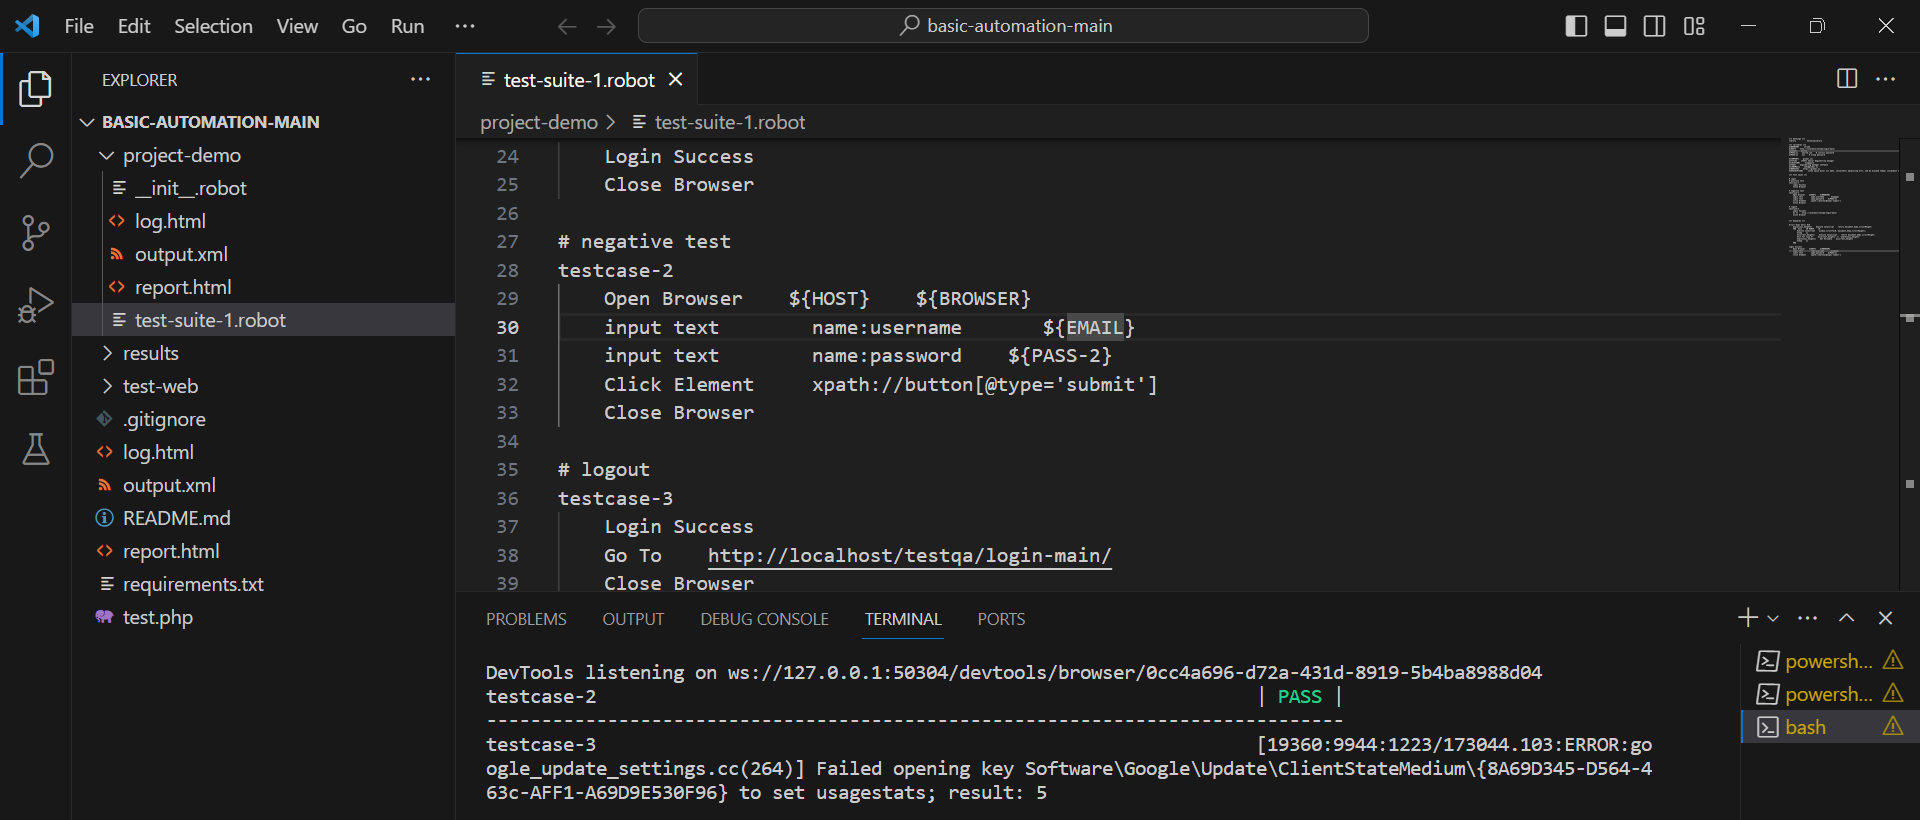 File Edit Selection View Go Run ···
basic-automation-main
EXPLORER
BASIC-AUTOMATION-MAIN
project-demo
__init__.robot
log.html
output.xml
report.html
test-suite-1.robot
results
test-web
.gitignore
log.html
output.xml
README.md
report.html
requirements.txt
test.php
test-suite-1.robot
project-demo > test-suite-1.robot
24 Login Success
25 Close Browser
26
27 # negative test
28 testcase-2
29 Open Browser ${HOST} ${BROWSER}
30 input text name:username ${EMAIL}
31 input text name:password ${PASS-2}
32 Click Element xpath://button[@type='submit']
33 Close Browser
34
35 # logout
36 testcase-3
37 Login Success
38 Go To http://localhost/testqa/login-main/
39 Close Browser
PROBLEMS OUTPUT DEBUG CONSOLE TERMINAL PORTS
DevTools listening on ws://127.0.0.1:50304/devtools/browser/0cc4a696-d72a-431d-8919-5b4ba8988d04
testcase-2 | PASS |
------------------------------------------------------------------------------
testcase-3 [19360:9944:1223/173044.103:ERROR:go
ogle_update_settings.cc(264)] Failed opening key Software\Google\Update\ClientStateMedium\{8A69D345-D564-4
63c-AFF1-A69D9E530F96} to set usagestats; result: 5
powersh...
powersh...
bash